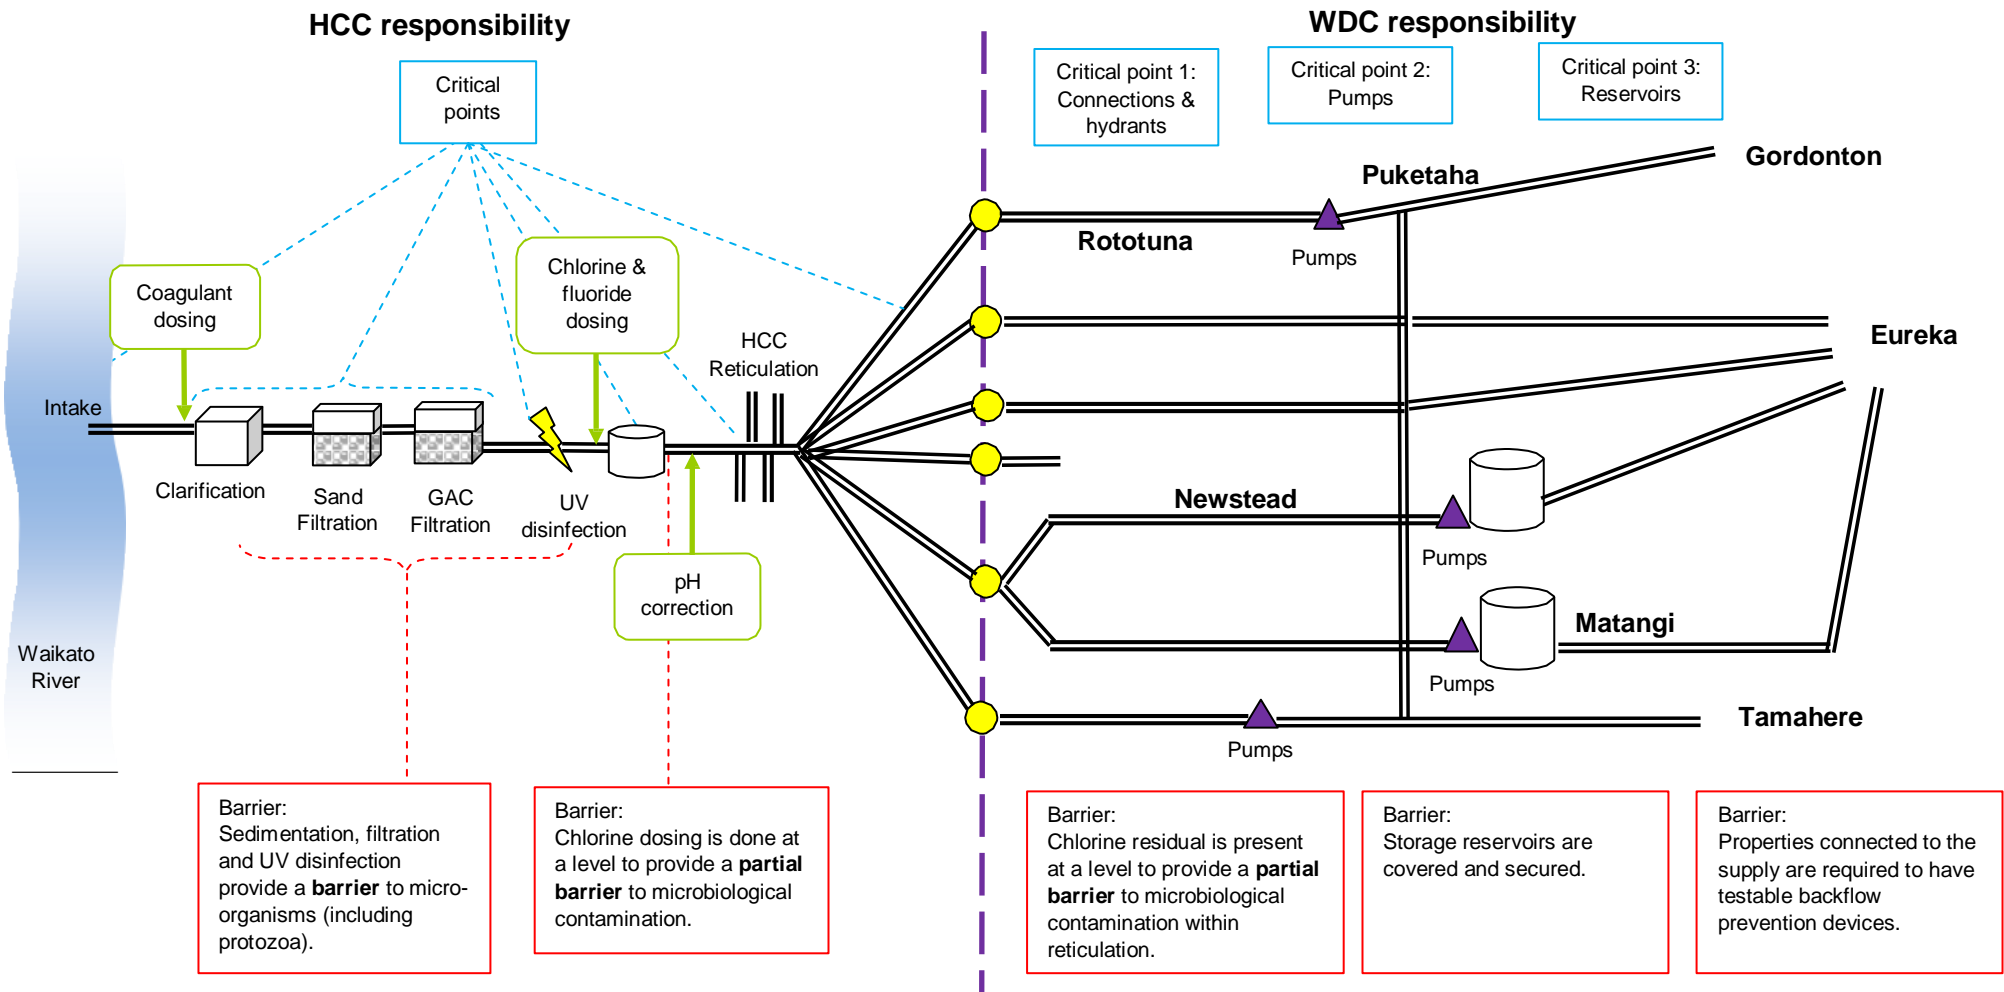 HCC responsibility
WDC responsibility
Critical
points
Critical point 1:
Connections &
hydrants
Critical point 2:
Pumps
Critical point 3:
Reservoirs
Gordonton
Puketaha
Rototuna
Pumps
Coagulant
dosing
Chlorine &
fluoride
dosing
HCC
Reticulation
Eureka
Intake
Clarification
Sand
Filtration
GAC
Filtration
UV
disinfection
Newstead
Pumps
pH
correction
Matangi
Pumps
Waikato
River
Tamahere
Pumps
Barrier:
Sedimentation, filtration
and UV disinfection
provide a barrier to micro-
organisms (including
protozoa).
Barrier:
Chlorine dosing is done at
a level to provide a partial
barrier to microbiological
contamination.
Barrier:
Chlorine residual is present
at a level to provide a partial
barrier to microbiological
contamination within
reticulation.
Barrier:
Storage reservoirs are
covered and secured.
Barrier:
Properties connected to the
supply are required to have
testable backflow
prevention devices.